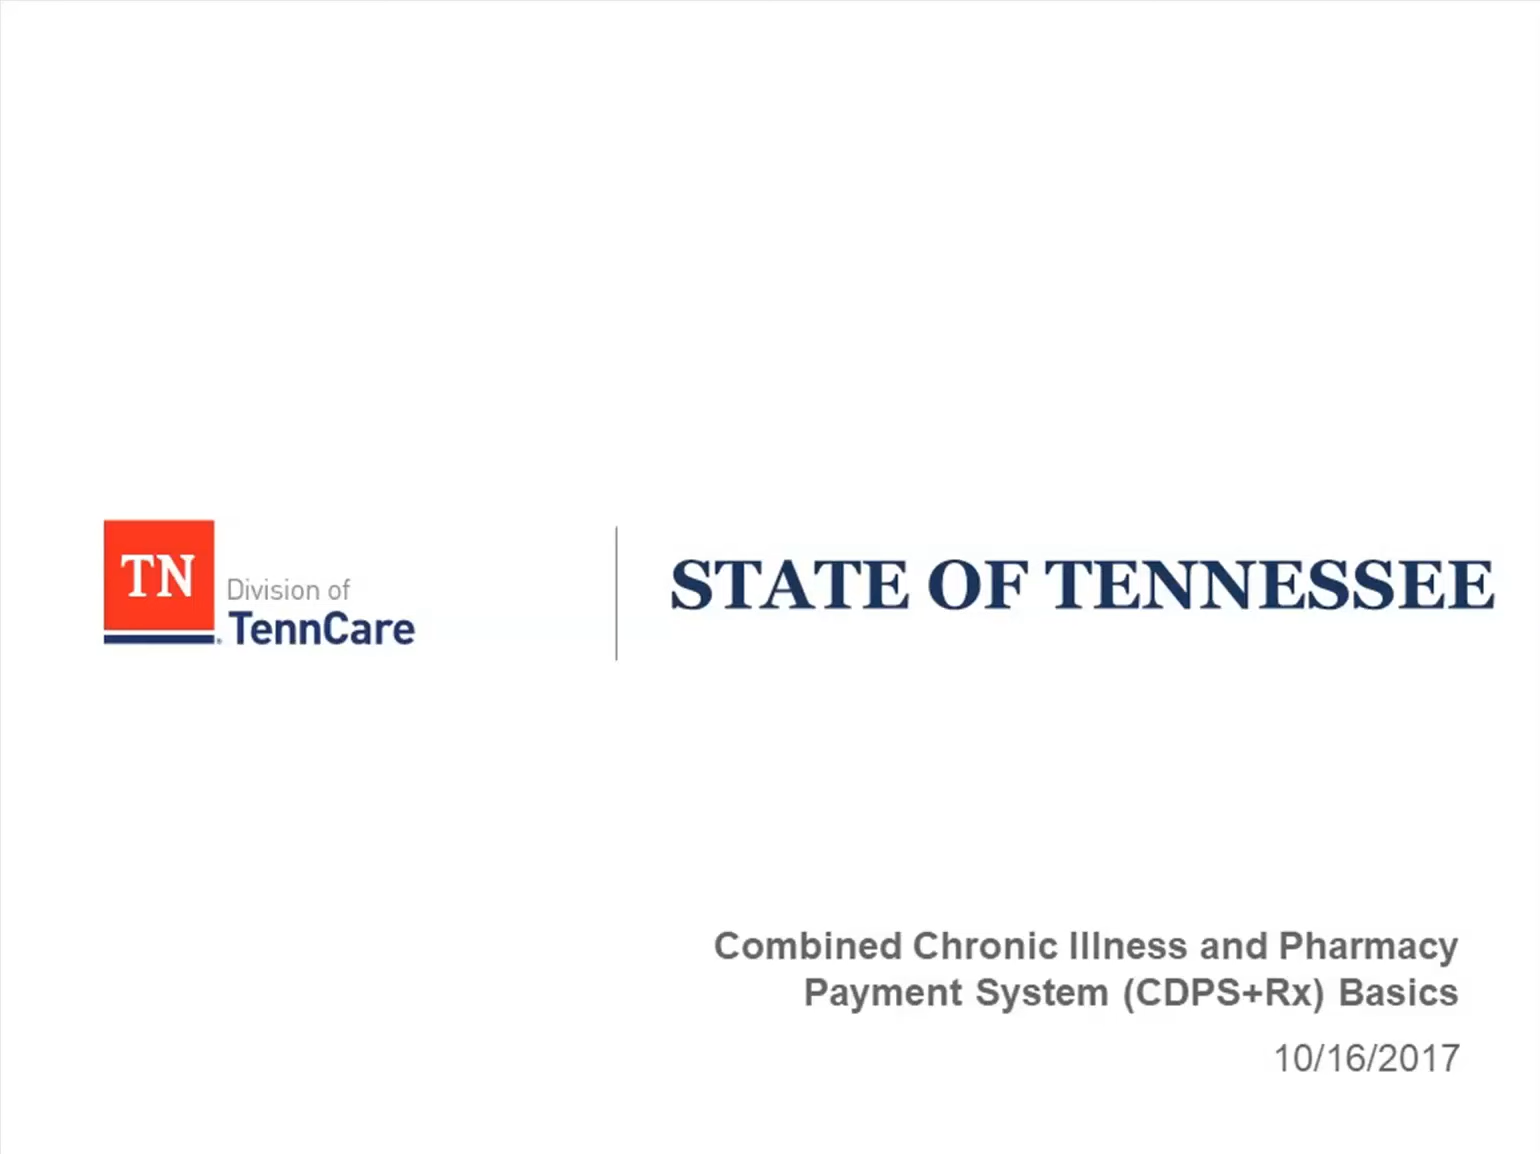 TN
Division of
TennCare
STATE OF TENNESSEE
Combined Chronic Illness and Pharmacy
Payment System (CDPS+Rx) Basics
10/16/2017